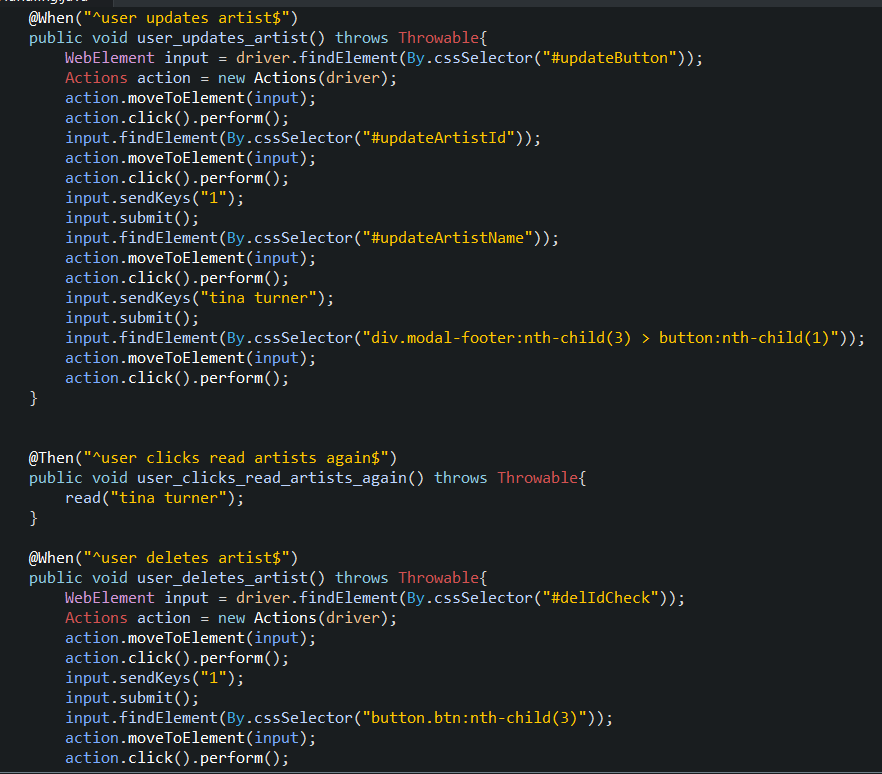 @When("^user updates artist$")
public void user_updates_artist() throws Throwable{
WebElement input = driver.findElement(By.cssSelector("#updateButton"));
Actions action = new Actions(driver);
action.moveToElement(input);
action.click().perform();
input.findElement(By.cssSelector("#updateArtistId"));
action.moveToElement(input);
action.click().perform();
input.sendKeys("1");
input.submit();
input.findElement(By.cssSelector("#updateArtistName"));
action.moveToElement(input);
action.click().perform();
input.sendKeys("tina turner");
input.submit();
input.findElement(By.cssSelector("div.modal-footer:nth-child(3) > button:nth-child(1)"));
action.moveToElement(input);
action.click().perform();
}
@Then("^user clicks read artists again$")
public void user_clicks_read_artists_again() throws Throwable{
read("tina turner");
}
@When("^user deletes artist$")
public void user_deletes_artist() throws Throwable{
WebElement input = driver.findElement(By.cssSelector("#delIdCheck"));
Actions action = new Actions(driver);
action.moveToElement(input);
action.click().perform();
input.sendKeys("1");
input.submit();
input.findElement(By.cssSelector("button.btn:nth-child(3)"));
action.moveToElement(input);
action.click().perform();